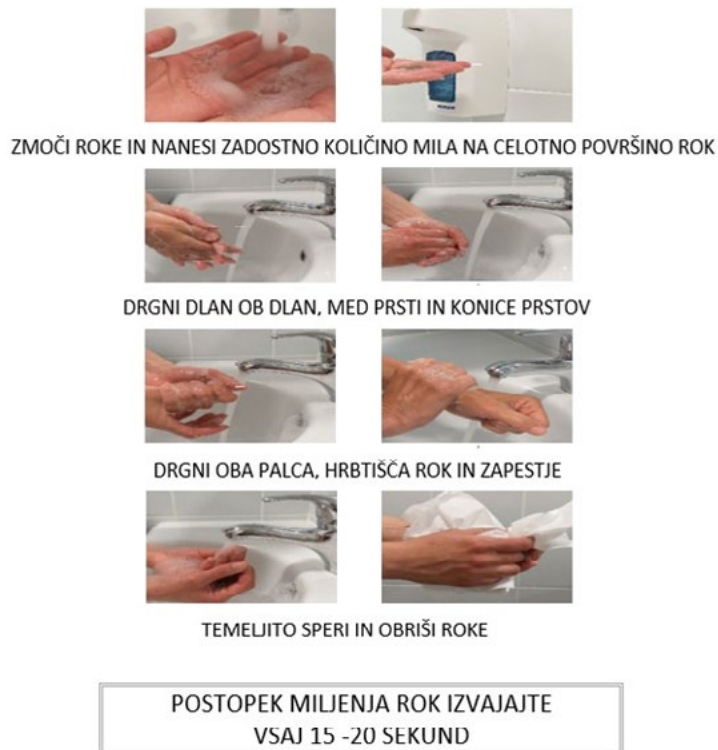 ZMOČI ROKE IN NANESI ZADOSTNO KOLIČINO MILA NA CELOTNO POVRŠINO ROK
DRGNI DLAN OB DLAN, MED PRSTI IN KONICE PRSTOV
DRGNI OBA PALCA, HRBTIŠČA ROK IN ZAPESTJE
TEMELJITO SPERI IN OBRIŠI ROKE
POSTOPEK MILJENJA ROK IZVAJAJTE
VSAJ 15 -20 SEKUND